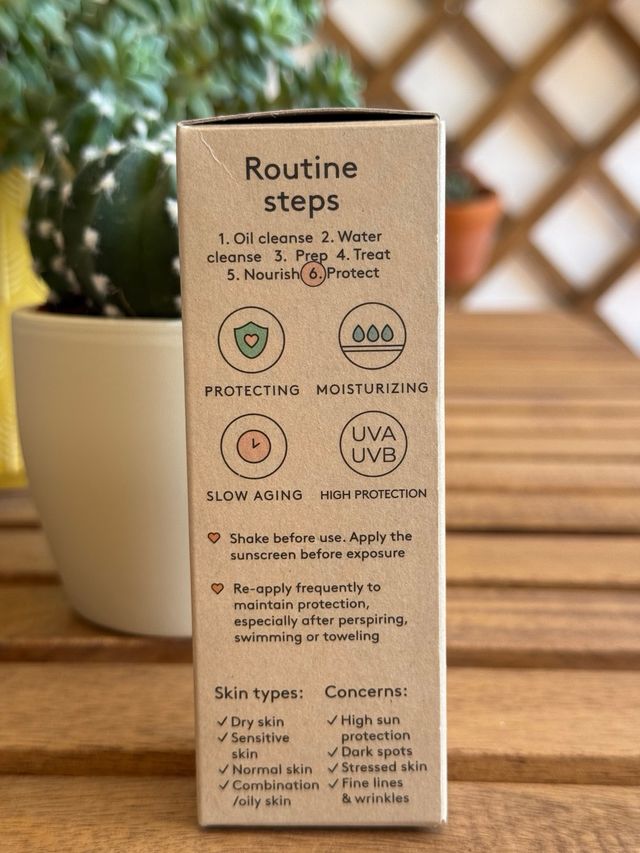 Routine
steps
1. Oil cleanse 2. Water
cleanse 3. Prep 4. Treat
5. Nourish 6. Protect
PROTECTING MOISTURIZING
UVA
UVB
SLOW AGING HIGH PROTECTION
Shake before use. Apply the
sunscreen before exposure
Re-apply frequently to
maintain protection,
especially after perspiring,
swimming or toweling
Skin types:
✓ Dry skin
✓ Sensitive
skin
✓ Normal skin
✓ Combination
/oily skin
Concerns:
✓ High sun
protection
✓ Dark spots
✓ Stressed skin
✓ Fine lines
& wrinkles